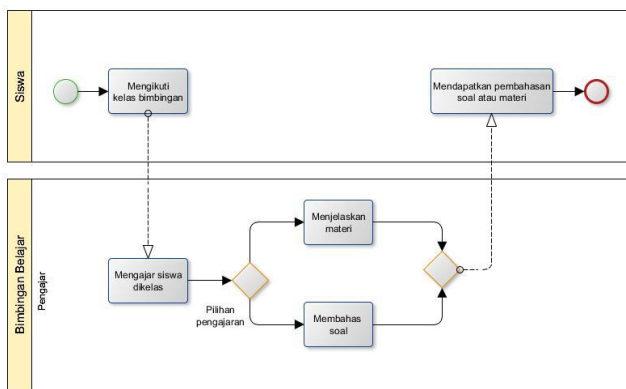 Siswa
Mengikuti
kelas bimbingan
Mendapatkan pembahasan
soal atau materi
Bimbingan Belajar
Pengajar
Mengajar siswa
dikelas
Pilihan
pengajaran
Menjelaskan
materi
Membahas
soal